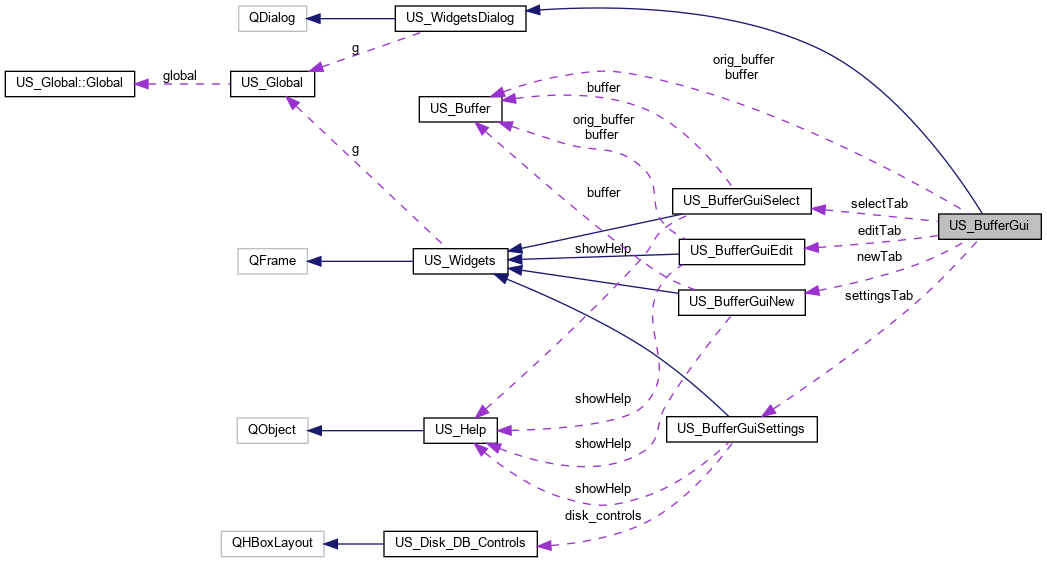 QDialog
US_WidgetsDialog
g
orig_buffer
buffer
US_Global::Global
global
US_Global
buffer
US_Buffer
orig_buffer
buffer
g
buffer
US_BufferGuiSelect
selectTab
US_BufferGui
editTab
showHelp
US_BufferGuiEdit
newTab
QFrame
US_Widgets
US_BufferGuiNew
settingsTab
showHelp
QObject
US_Help
US_BufferGuiSettings
showHelp
showHelp
disk_controls
QHBoxLayout
US_Disk_DB_Controls